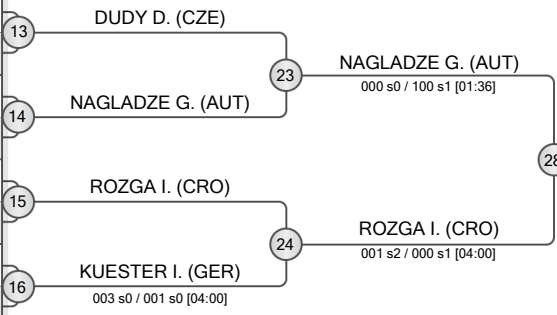 DUDY D. (CZE)
13
23
NAGLADZE G. (AUT)
000 s0 / 100 s1 [01:36]
NAGLADZE G. (AUT)
14
28
ROZGA I. (CRO)
15
24
ROZGA I. (CRO)
001 s2 / 000 s1 [04:00]
KUESTER I. (GER)
16
003 s0 / 001 s0 [04:00]